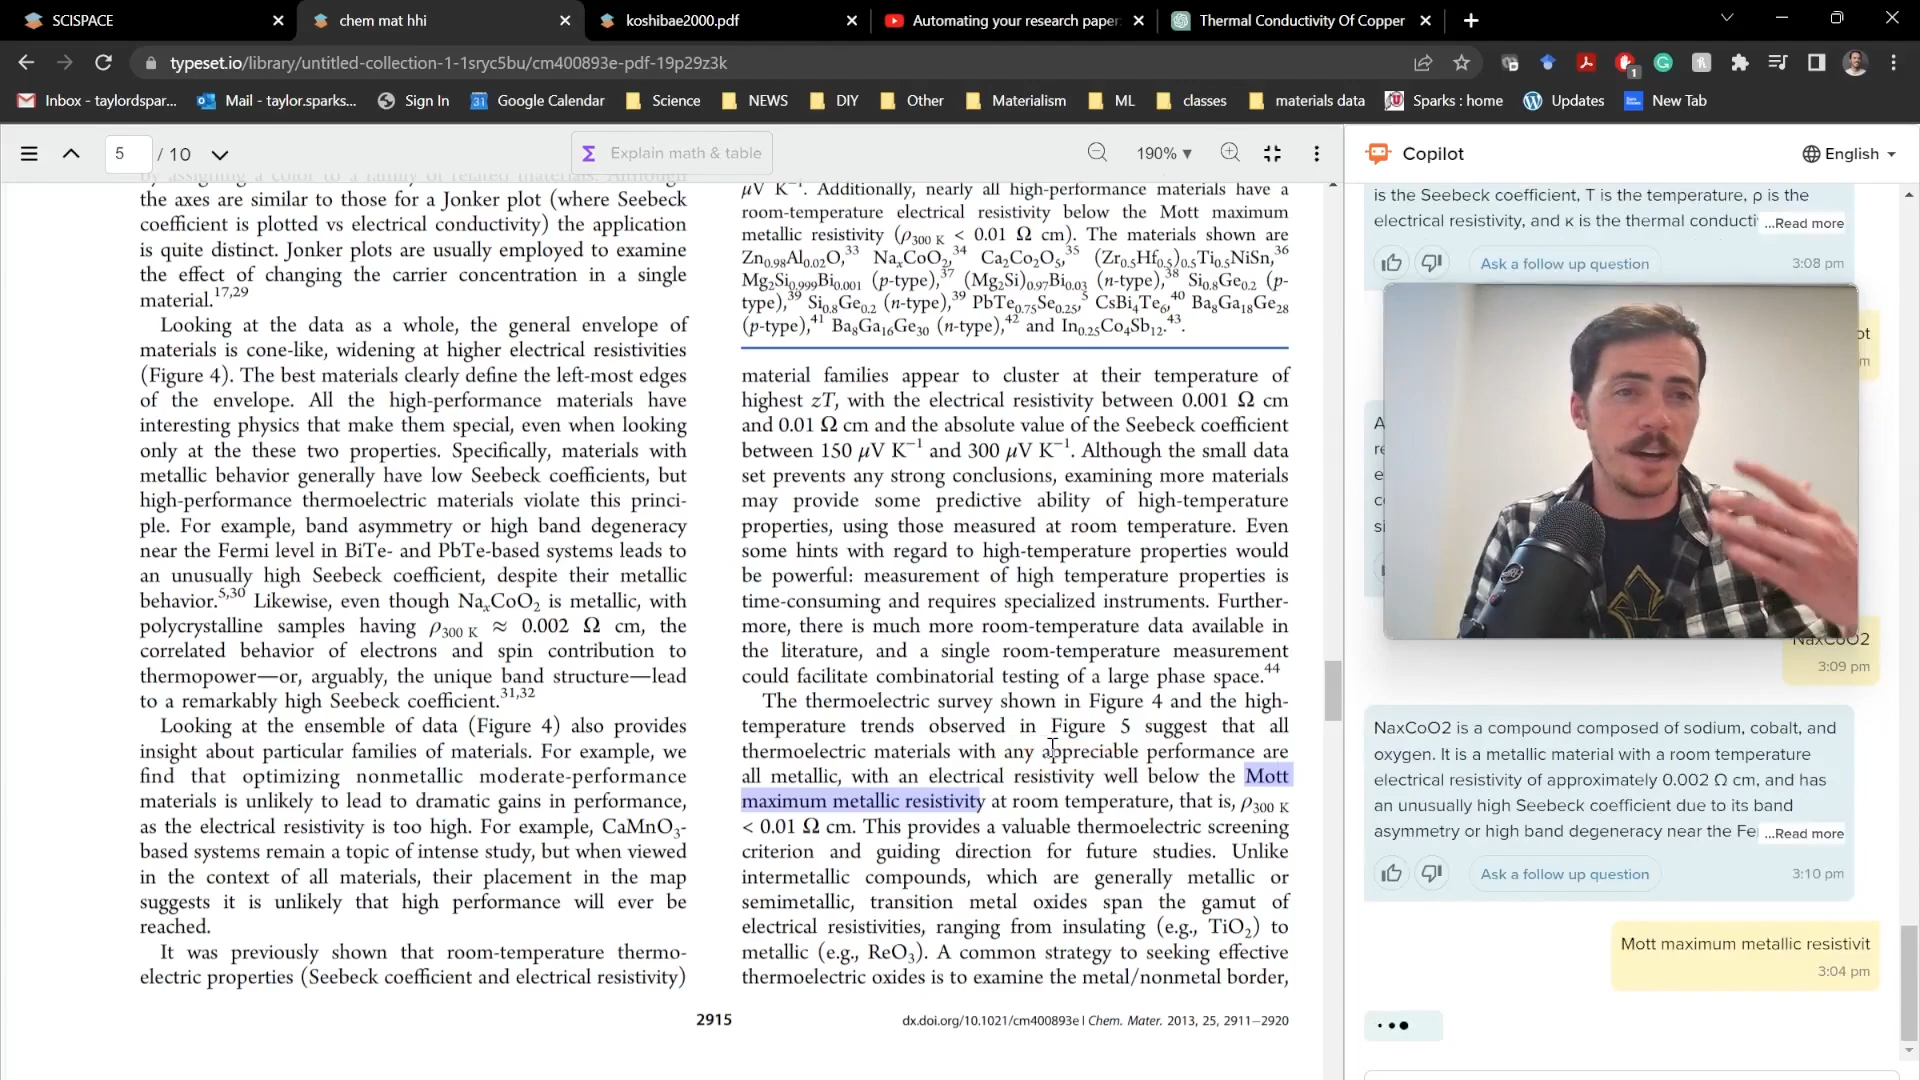 SCISPACE
chem mat hhi
koshibae2000.pdf
Automating your research paper
Thermal Conductivity Of Copper
typeset.io/library/untitled-collection-1-1sryc5bu/cm400893e-pdf-19p29z3k
1
Inbox - taylordspar...
Mail - taylor.sparks...
Sign In
31
Google Calendar
Science
NEWS
DIY
Other
Materialism
ML
classes
materials data
Sparks : home
Updates
New Tab
5 / 10
Σ Explain math & table
190%
by assigning a color to a family of related materials. Although
the axes are similar to those for a Jonker plot (where Seebeck
coefficient is plotted vs electrical conductivity) the application
is quite distinct. Jonker plots are usually employed to examine
the effect of changing the carrier concentration in a single
material.17,29
Looking at the data as a whole, the general envelope of
materials is cone-like, widening at higher electrical resistivities
(Figure 4). The best materials clearly define the left-most edges
of the envelope. All the high-performance materials have
interesting physics that make them special, even when looking
only at the these two properties. Specifically, materials with
metallic behavior generally have low Seebeck coefficients, but
high-performance thermoelectric materials violate this princi-
ple. For example, band asymmetry or high band degeneracy
near the Fermi level in BiTe- and PbTe-based systems leads to
an unusually high Seebeck coefficient, despite their metallic
behavior.5,30 Likewise, even though NaxCoO2 is metallic, with
polycrystalline samples having ρ300 K ≈ 0.002 Ω cm, the
correlated behavior of electrons and spin contribution to
thermopower—or, arguably, the unique band structure—lead
to a remarkably high Seebeck coefficient.31,32
Looking at the ensemble of data (Figure 4) also provides
insight about particular families of materials. For example, we
find that optimizing nonmetallic moderate-performance
materials is unlikely to lead to dramatic gains in performance,
as the electrical resistivity is too high. For example, CaMnO3-
based systems remain a topic of intense study, but when viewed
in the context of all materials, their placement in the map
suggests it is unlikely that high performance will ever be
reached.
It was previously shown that room-temperature thermo-
electric properties (Seebeck coefficient and electrical resistivity)
μV K−1. Additionally, nearly all high-performance materials have a
room-temperature electrical resistivity below the Mott maximum
metallic resistivity (ρ300 K < 0.01 Ω cm). The materials shown are
Zn0.98Al0.02O,33 NaxCoO2,34 Ca2Co2O5,35 (Zr0.5Hf0.5)0.5Ti0.5NiSn,36
Mg2Si0.999Bi0.001 (p-type),37 (Mg2Si)0.97Bi0.03 (n-type),38 Si0.8Ge0.2 (p-
type),39 Si0.8Ge0.2 (n-type),39 PbTe0.75Se0.25,5 CsBi4Te6,40 Ba8Ga18Ge28
(p-type),41 Ba8Ga16Ge30 (n-type),42 and In0.25Co4Sb12.43.
material families appear to cluster at their temperature of
highest zT, with the electrical resistivity between 0.001 Ω cm
and 0.01 Ω cm and the absolute value of the Seebeck coefficient
between 150 μV K−1 and 300 μV K−1. Although the small data
set prevents any strong conclusions, examining more materials
may provide some predictive ability of high-temperature
properties, using those measured at room temperature. Even
some hints with regard to high-temperature properties would
be powerful: measurement of high temperature properties is
time-consuming and requires specialized instruments. Further-
more, there is much more room-temperature data available in
the literature, and a single room-temperature measurement
could facilitate combinatorial testing of a large phase space.44
The thermoelectric survey shown in Figure 4 and the high-
temperature trends observed in Figure 5 suggest that all
thermoelectric materials with any appreciable performance are
all metallic, with an electrical resistivity well below the Mott
maximum metallic resistivity at room temperature, that is, ρ300 K
< 0.01 Ω cm. This provides a valuable thermoelectric screening
criterion and guiding direction for future studies. Unlike
intermetallic compounds, which are generally metallic or
semimetallic, transition metal oxides span the gamut of
electrical resistivities, ranging from insulating (e.g., TiO2) to
metallic (e.g., ReO3). A common strategy to seeking effective
thermoelectric oxides is to examine the metal/nonmetal border,
2915
dx.doi.org/10.1021/cm400893e | Chem. Mater. 2013, 25, 2911−2920
Copilot
English
is the Seebeck coefficient, T is the temperature, ρ is the
electrical resistivity, and κ is the thermal conducti ...Read more
Ask a follow up question
3:08 pm
NaxCoO2
3:09 pm
NaxCoO2 is a compound composed of sodium, cobalt, and
oxygen. It is a metallic material with a room temperature
electrical resistivity of approximately 0.002 Ω cm, and has
an unusually high Seebeck coefficient due to its band
asymmetry or high band degeneracy near the Fe ...Read more
Ask a follow up question
3:10 pm
Mott maximum metallic resistivit
3:04 pm